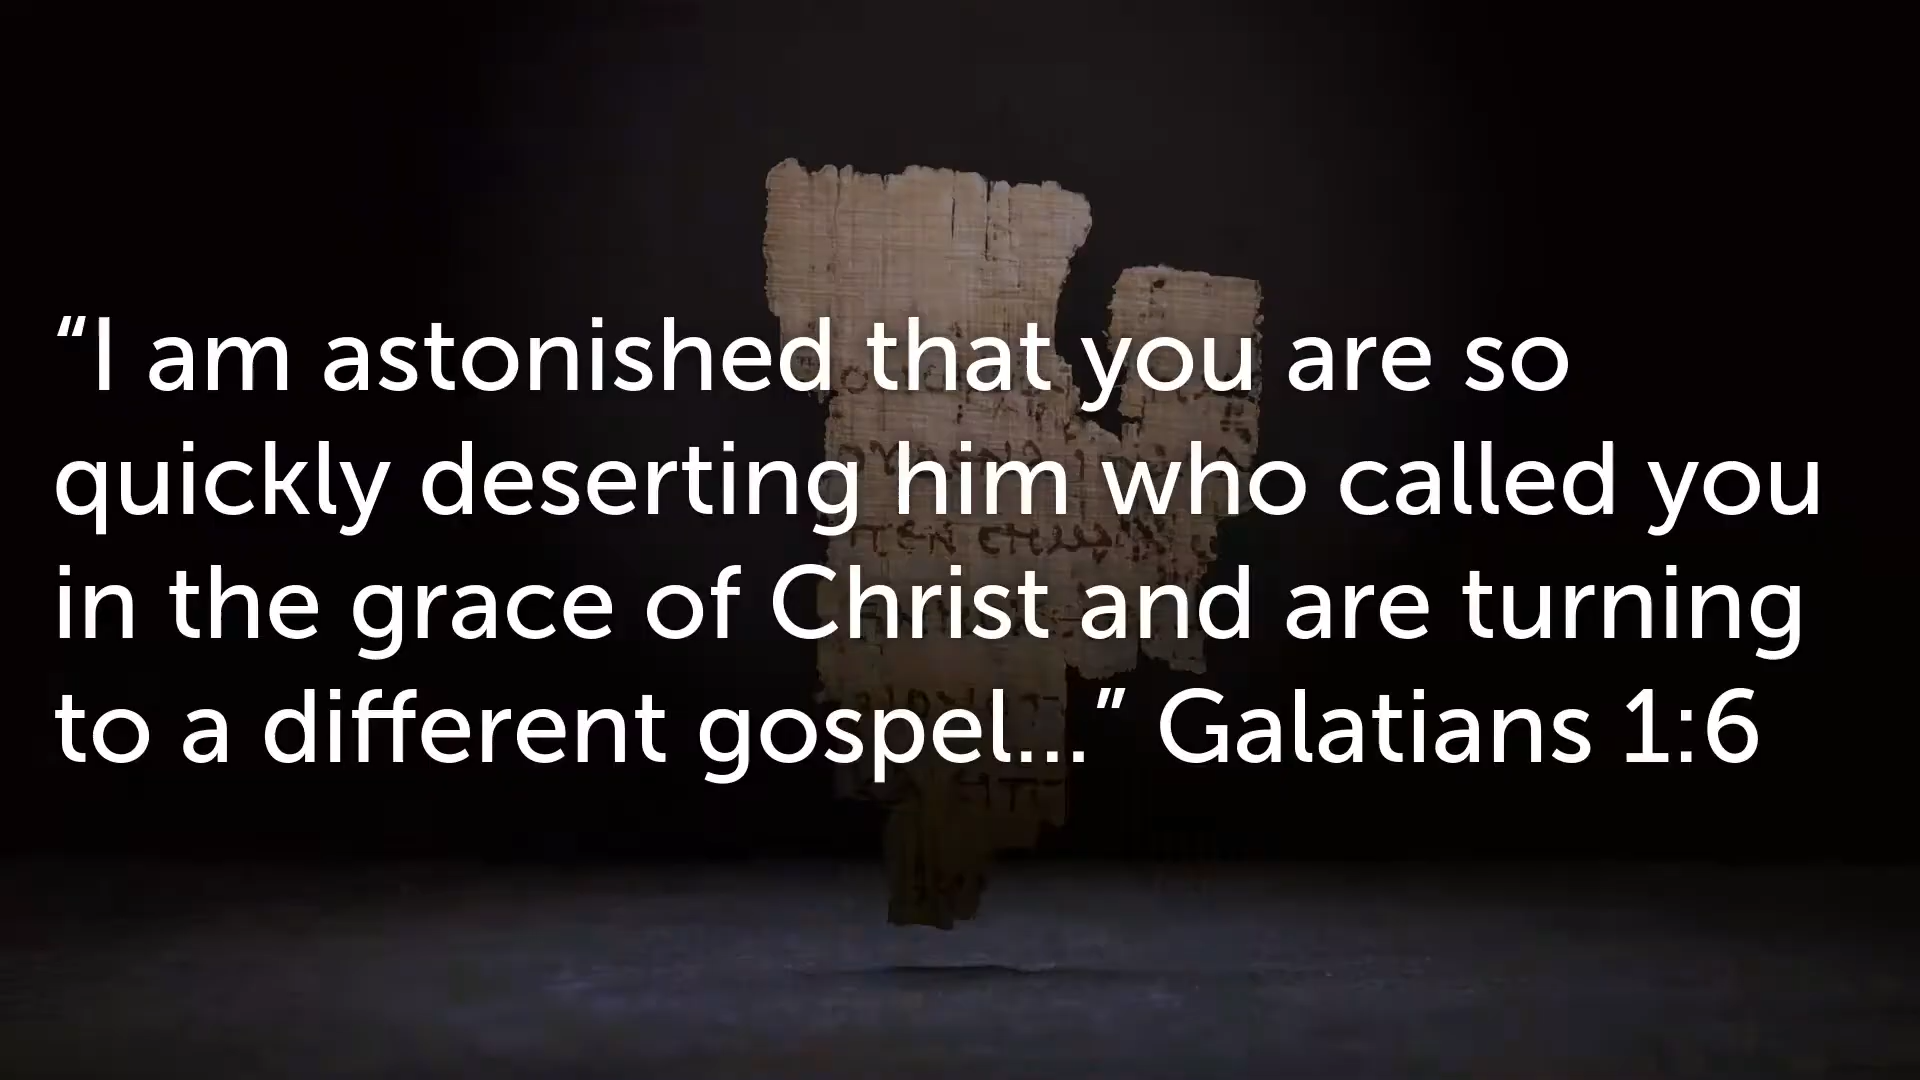 “I am astonished that you are so
quickly deserting him who called you
in the grace of Christ and are turning
to a different gospel...” Galatians 1:6